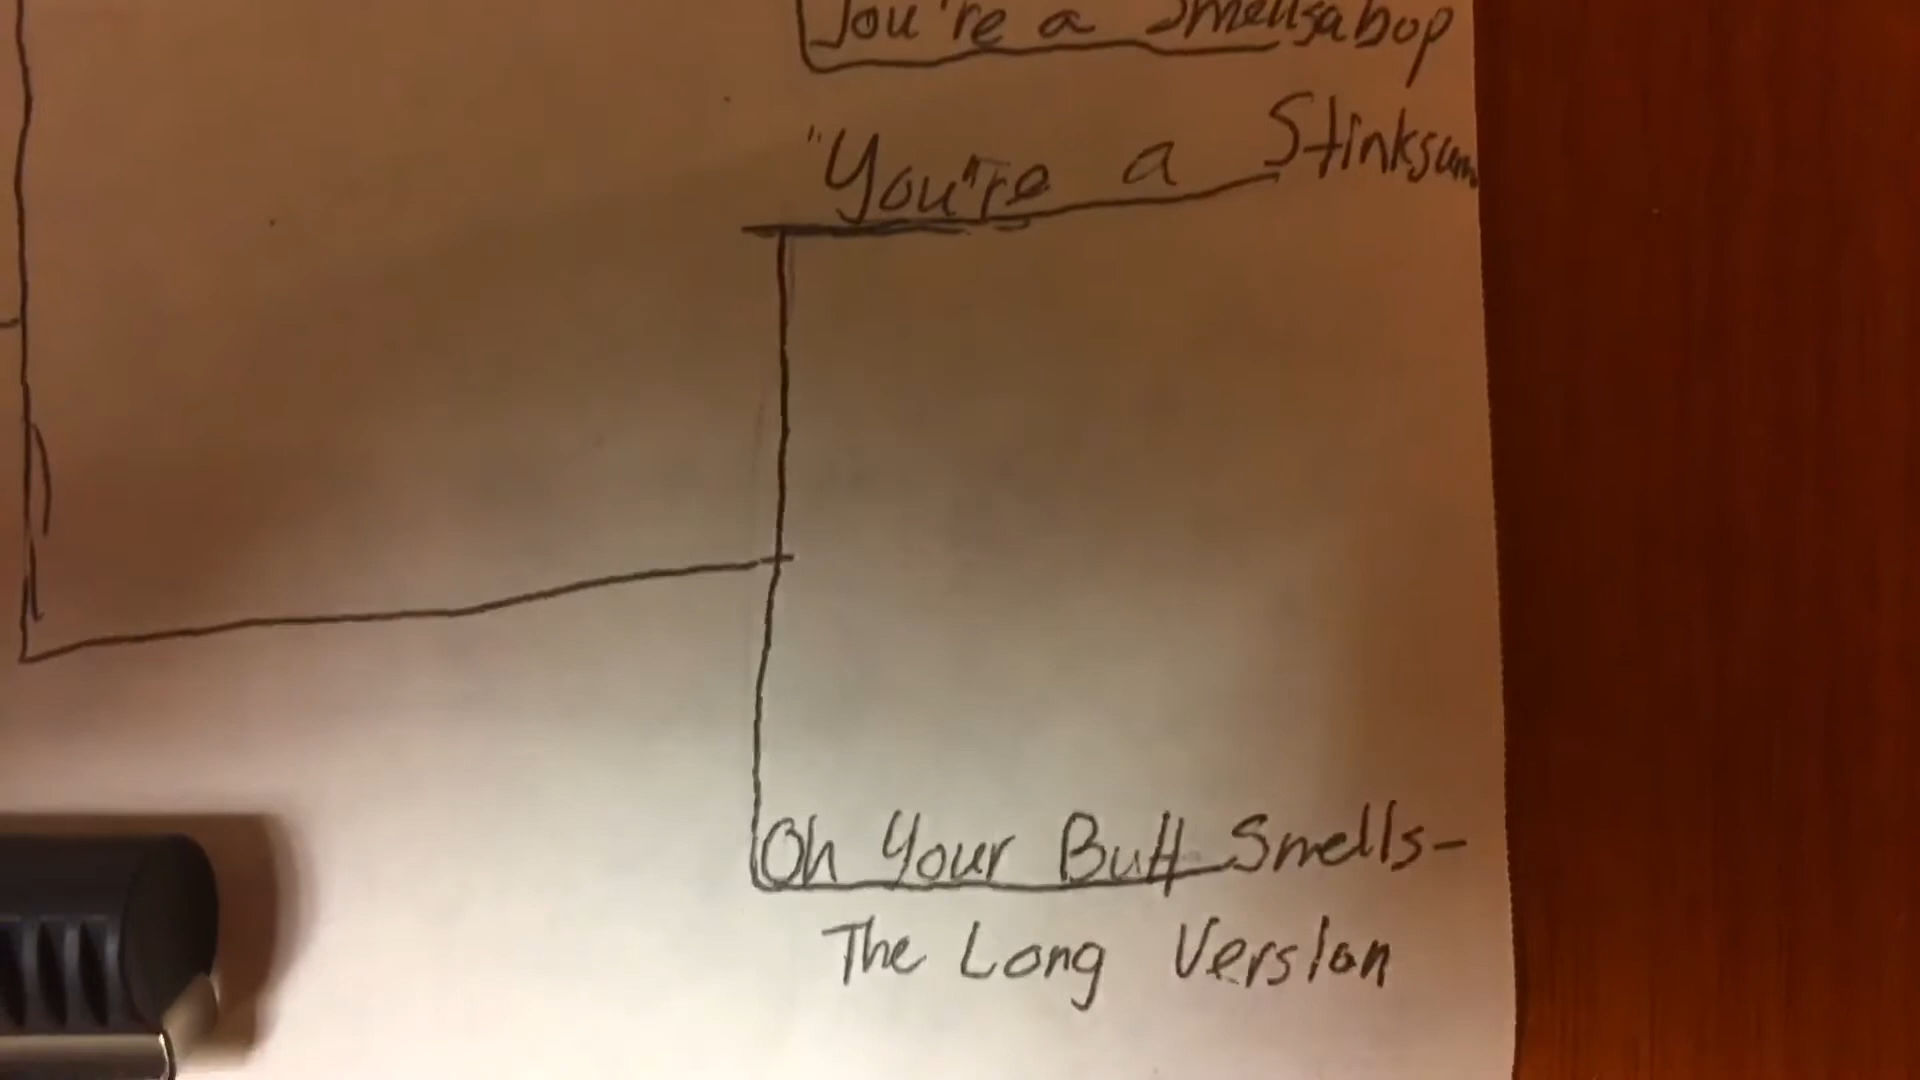 You're a Smellsabop
"You're a Stinksum
Oh Your Butt Smells-
The Long Version